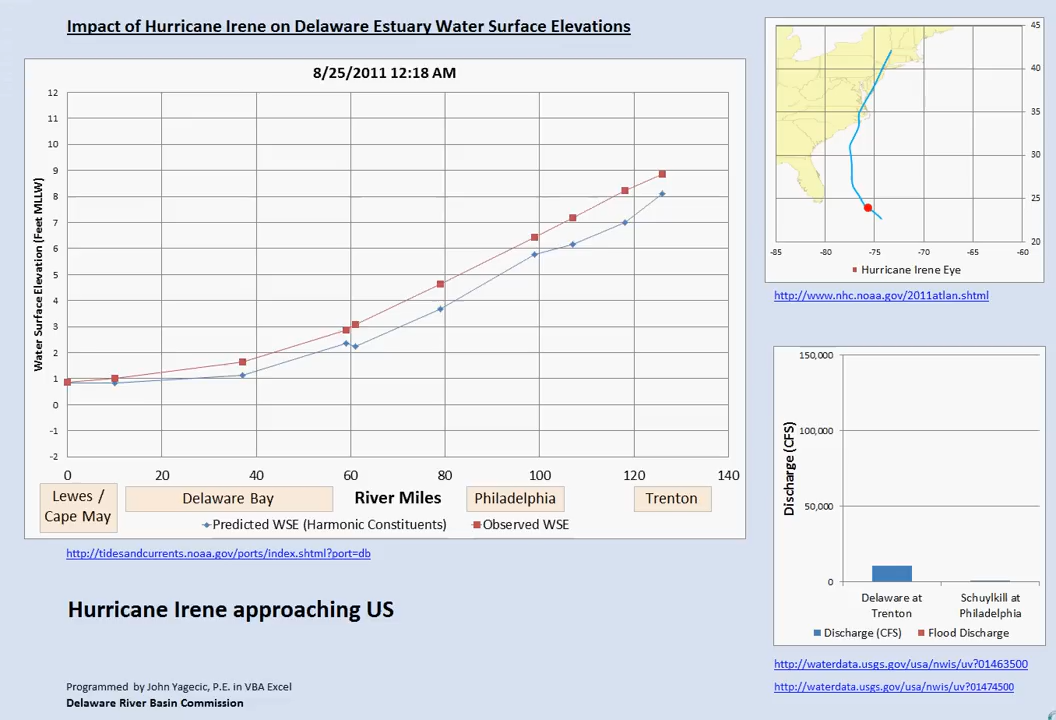 Impact of Hurricane Irene on Delaware Estuary Water Surface Elevations
8/25/2011 12:18 AM
Water Surface Elevation (Feet MLLW)
12
11
10
9
8
7
6
5
4
3
2
1
0
-1
-2
0 20 40 60 80 100 120 140
Lewes /
Cape May
Delaware Bay
River Miles
Philadelphia
Trenton
Predicted WSE (Harmonic Constituents) Observed WSE
http://tidesandcurrents.noaa.gov/ports/index.shtml?port=db
Hurricane Irene approaching US
Programmed by John Yagecic, P.E. in VBA Excel
Delaware River Basin Commission
45
40
35
30
25
20
-85 -80 -75 -70 -65 -60
Hurricane Irene Eye
http://www.nhc.noaa.gov/2011atlan.shtml
Discharge (CFS)
150,000
100,000
50,000
0
Delaware at
Trenton
Schuylkill at
Philadelphia
Discharge (CFS) Flood Discharge
http://waterdata.usgs.gov/usa/nwis/uv?01463500
http://waterdata.usgs.gov/usa/nwis/uv?01474500